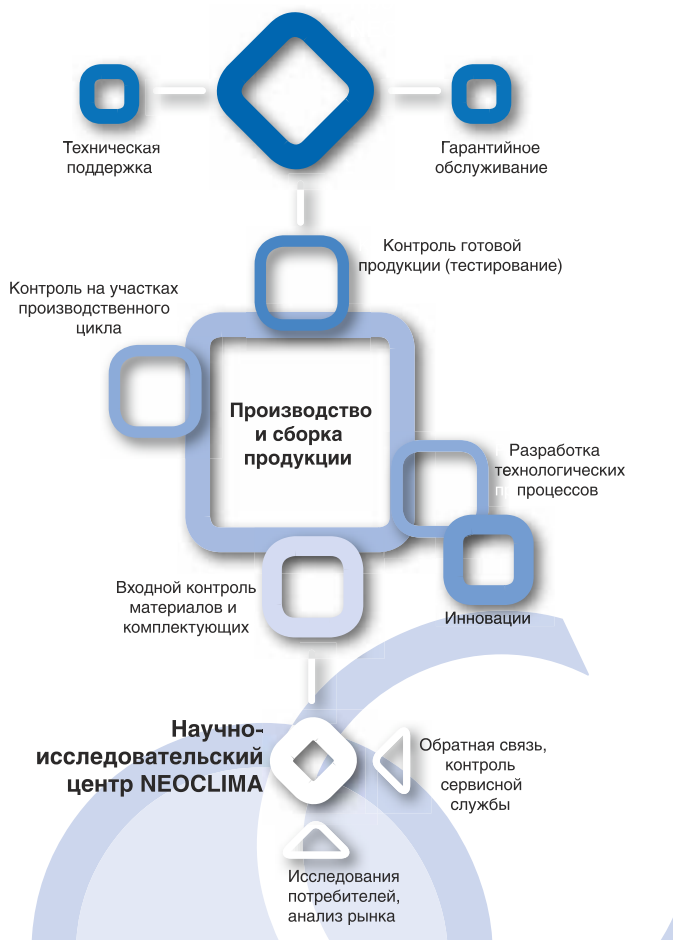 Техническая
поддержка
Гарантийное
обслуживание
Контроль готовой
продукции (тестирование)
Контроль на участках
производственного
цикла
Производство
и сборка
продукции
Разработка
технологических
процессов
Инновации
Входной контроль
материалов и
комплектующих
Научно-
исследовательский
центр NEOCLIMA
Обратная связь,
контроль
сервисной
службы
Исследования
потребителей,
анализ рынка